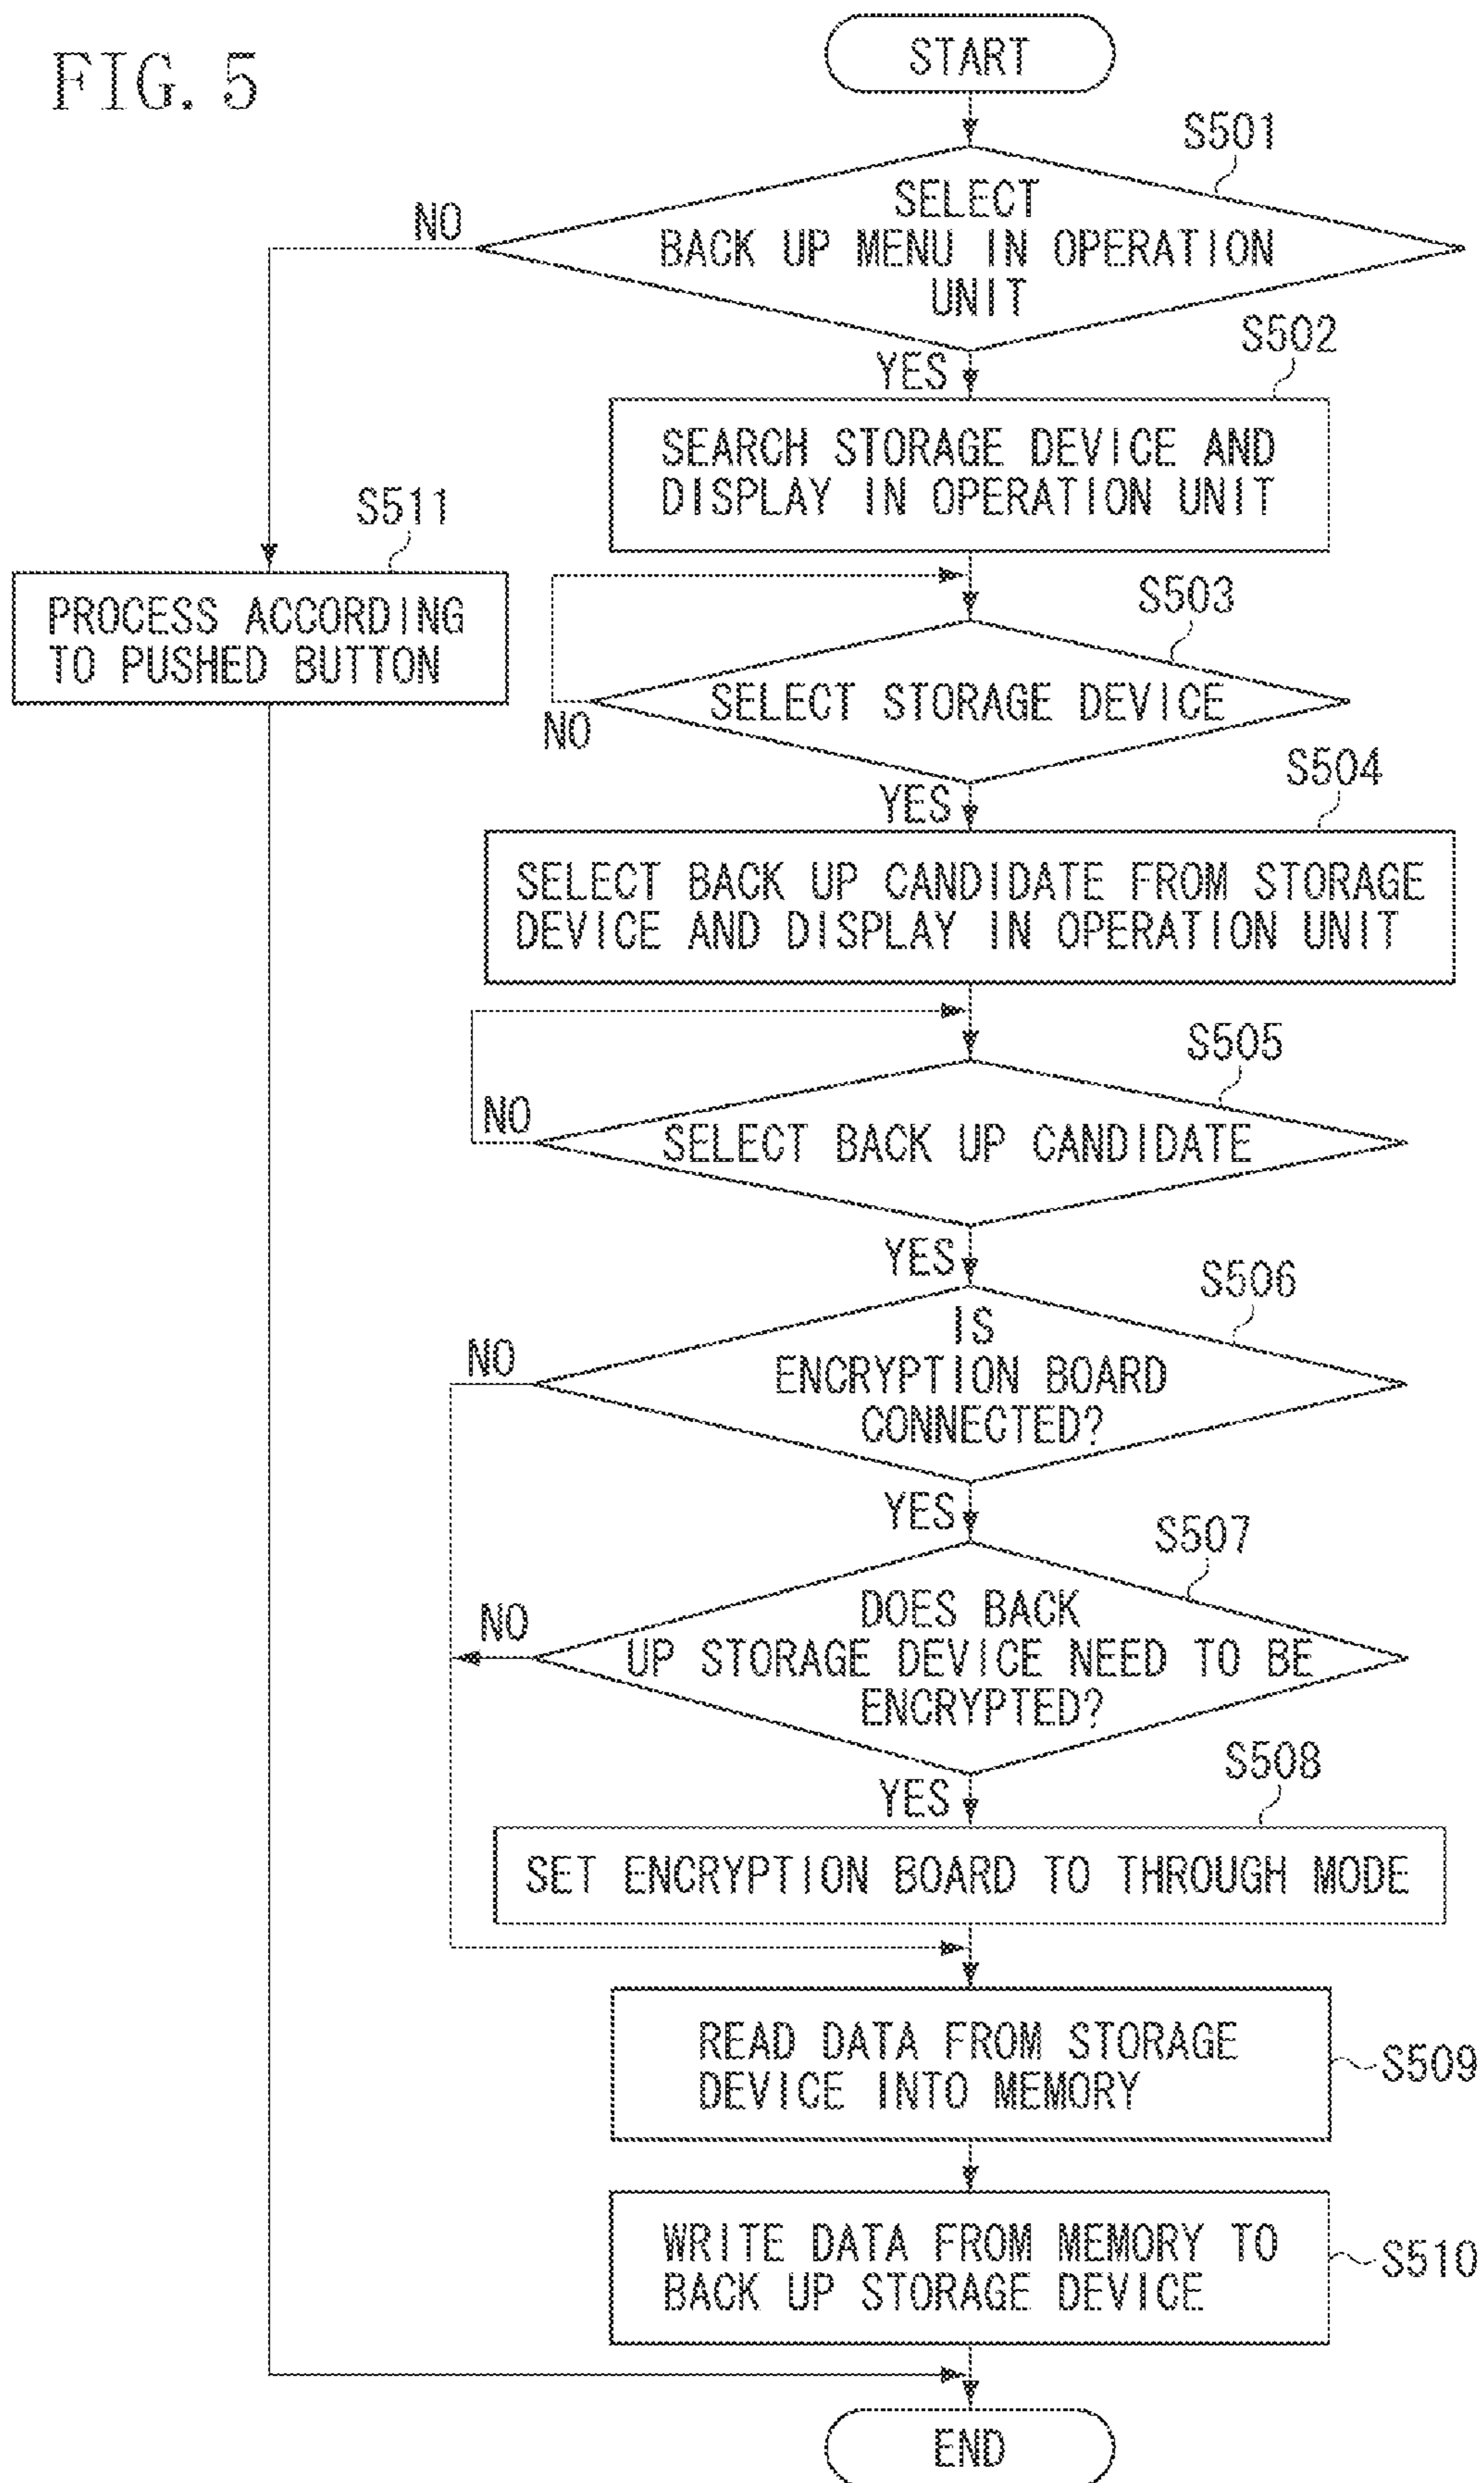 FIG. 5
START
S501
SELECT
BACK UP MENU IN OPERATION
UNIT
NO
YES
S502
SEARCH STORAGE DEVICE AND
DISPLAY IN OPERATION UNIT
S511
PROCESS ACCORDING
TO PUSHED BUTTON
S503
SELECT STORAGE DEVICE
NO
YES
S504
SELECT BACK UP CANDIDATE FROM STORAGE
DEVICE AND DISPLAY IN OPERATION UNIT
S505
NO
SELECT BACK UP CANDIDATE
YES
S506
NO
IS
ENCRYPTION BOARD
CONNECTED?
YES
S507
NO
DOES BACK
UP STORAGE DEVICE NEED TO BE
ENCRYPTED?
YES
S508
SET ENCRYPTION BOARD TO THROUGH MODE
READ DATA FROM STORAGE
DEVICE INTO MEMORY
S509
WRITE DATA FROM MEMORY TO
BACK UP STORAGE DEVICE
S510
END